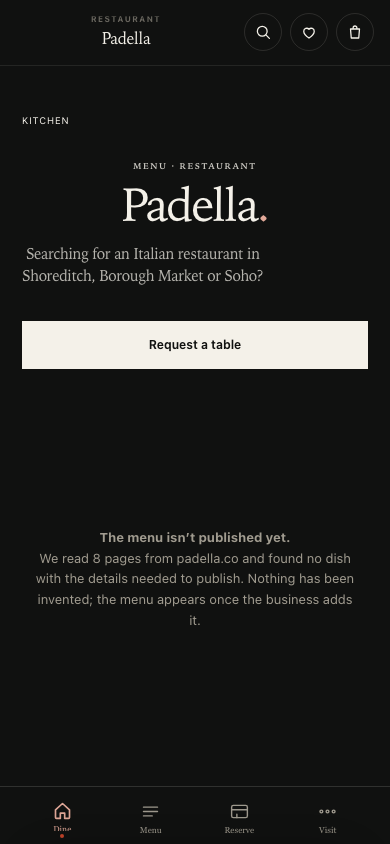 RESTAURANT
Padella
KITCHEN
MENU · RESTAURANT
Padella.
Searching for an Italian restaurant in
Shoreditch, Borough Market or Soho?
Request a table
The menu isn’t published yet.
We read 8 pages from padella.co and found no dish
with the details needed to publish. Nothing has been
invented; the menu appears once the business adds
it.
Dine
Menu
Reserve
Visit